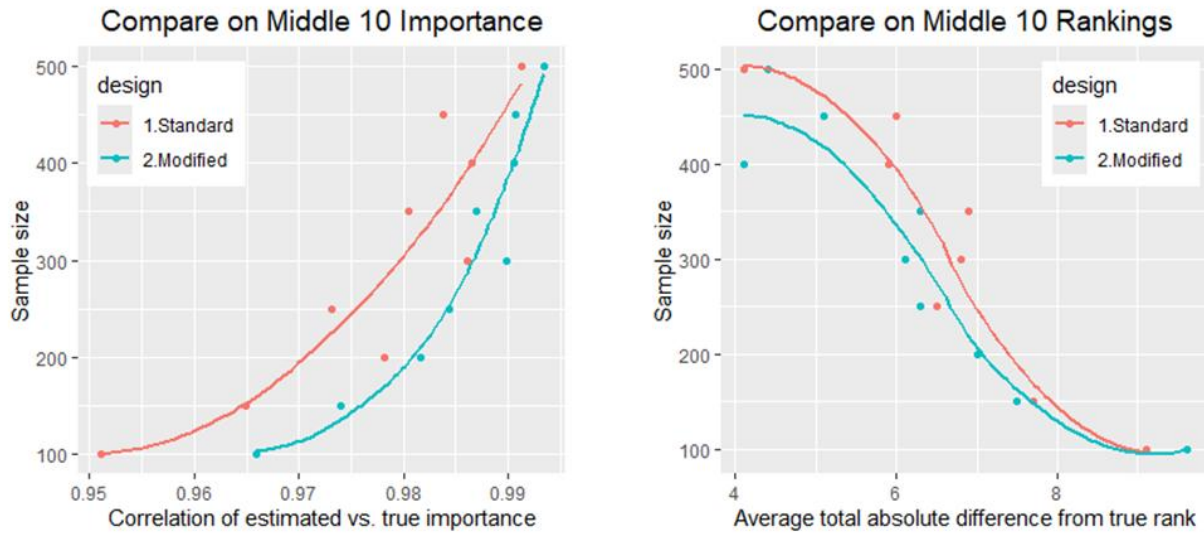 Compare on Middle 10 Importance
500
400
300
200
100
Sample size
design
1.Standard
2.Modified
0.95
0.96
0.97
0.98
0.99
Correlation of estimated vs. true importance
Compare on Middle 10 Rankings
500
400
300
200
100
Sample size
design
1.Standard
2.Modified
4
6
8
Average total absolute difference from true rank